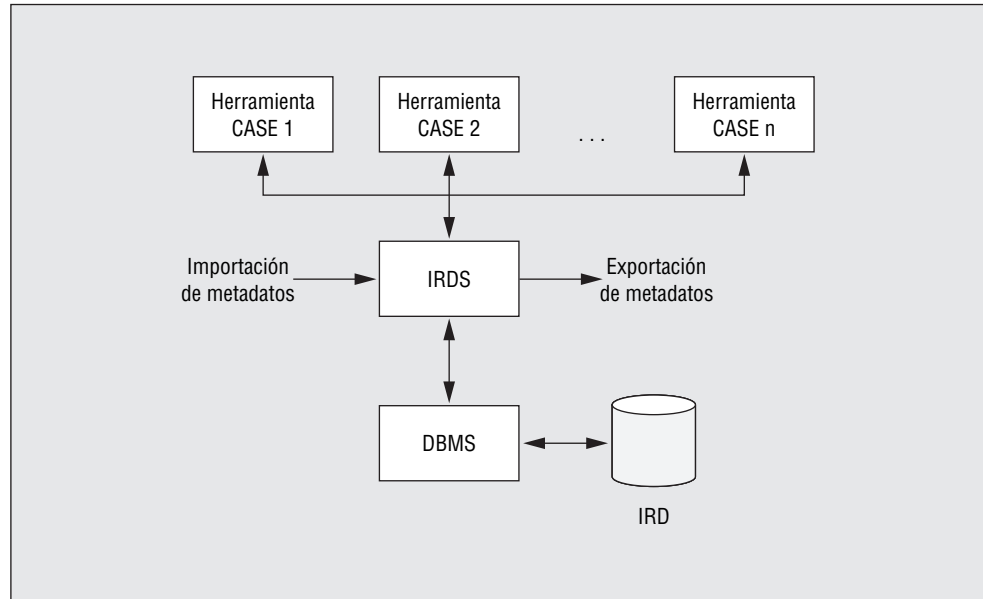 Herramienta
CASE 1
Herramienta
CASE 2
. . .
Herramienta
CASE n
Importación
de metadatos
IRDS
Exportación
de metadatos
DBMS
IRD